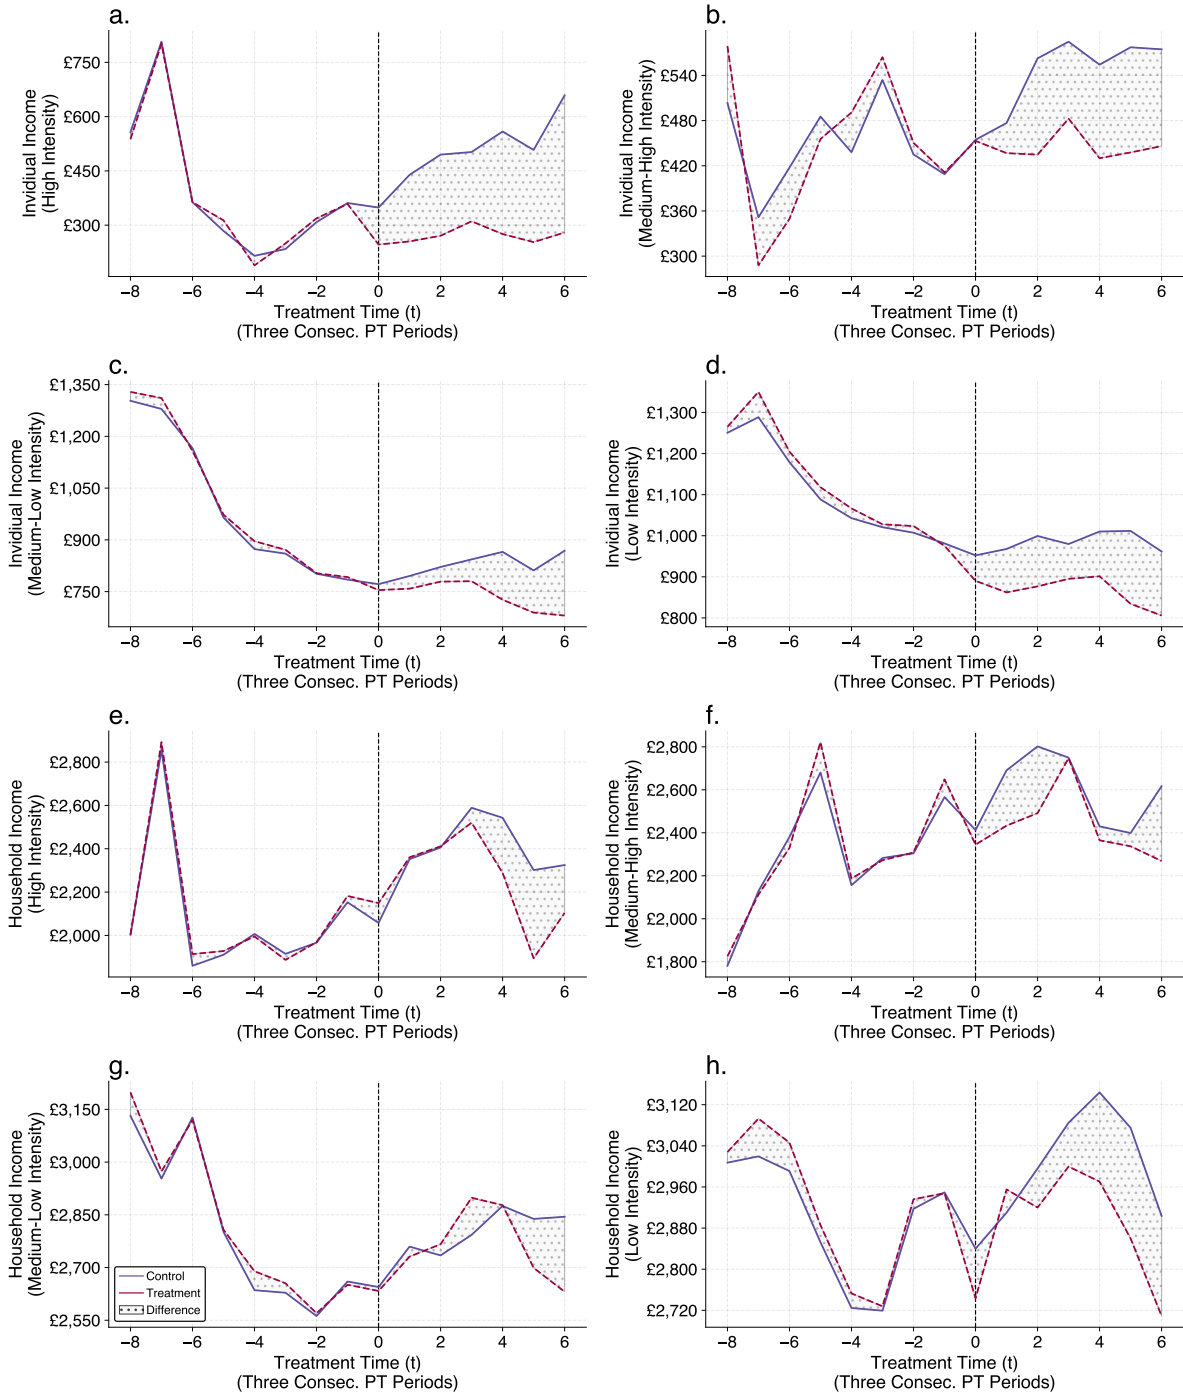 a.
Invidiual Income
(High Intensity)
£750
£600
£450
£300
−8 −6 −4 −2 0 2 4 6
Treatment Time (t)
(Three Consec. PT Periods)
b.
Invidiual Income
(Medium-High Intensity)
£540
£480
£420
£360
£300
−8 −6 −4 −2 0 2 4 6
Treatment Time (t)
(Three Consec. PT Periods)
c.
Invidiual Income
(Medium-Low Intensity)
£1,350
£1,200
£1,050
£900
£750
−8 −6 −4 −2 0 2 4 6
Treatment Time (t)
(Three Consec. PT Periods)
d.
Invidiual Income
(Low Intensity)
£1,300
£1,200
£1,100
£1,000
£900
£800
−8 −6 −4 −2 0 2 4 6
Treatment Time (t)
(Three Consec. PT Periods)
e.
Household Income
(High Intensity)
£2,800
£2,600
£2,400
£2,200
£2,000
−8 −6 −4 −2 0 2 4 6
Treatment Time (t)
(Three Consec. PT Periods)
f.
Household Income
(Medium-High Intensity)
£2,800
£2,600
£2,400
£2,200
£2,000
£1,800
−8 −6 −4 −2 0 2 4 6
Treatment Time (t)
(Three Consec. PT Periods)
g.
Household Income
(Medium-Low Intensity)
£3,150
£3,000
£2,850
£2,700
£2,550
Control
Treatment
Difference
−8 −6 −4 −2 0 2 4 6
Treatment Time (t)
(Three Consec. PT Periods)
h.
Household Income
(Low Intensity)
£3,120
£3,040
£2,960
£2,880
£2,800
£2,720
−8 −6 −4 −2 0 2 4 6
Treatment Time (t)
(Three Consec. PT Periods)